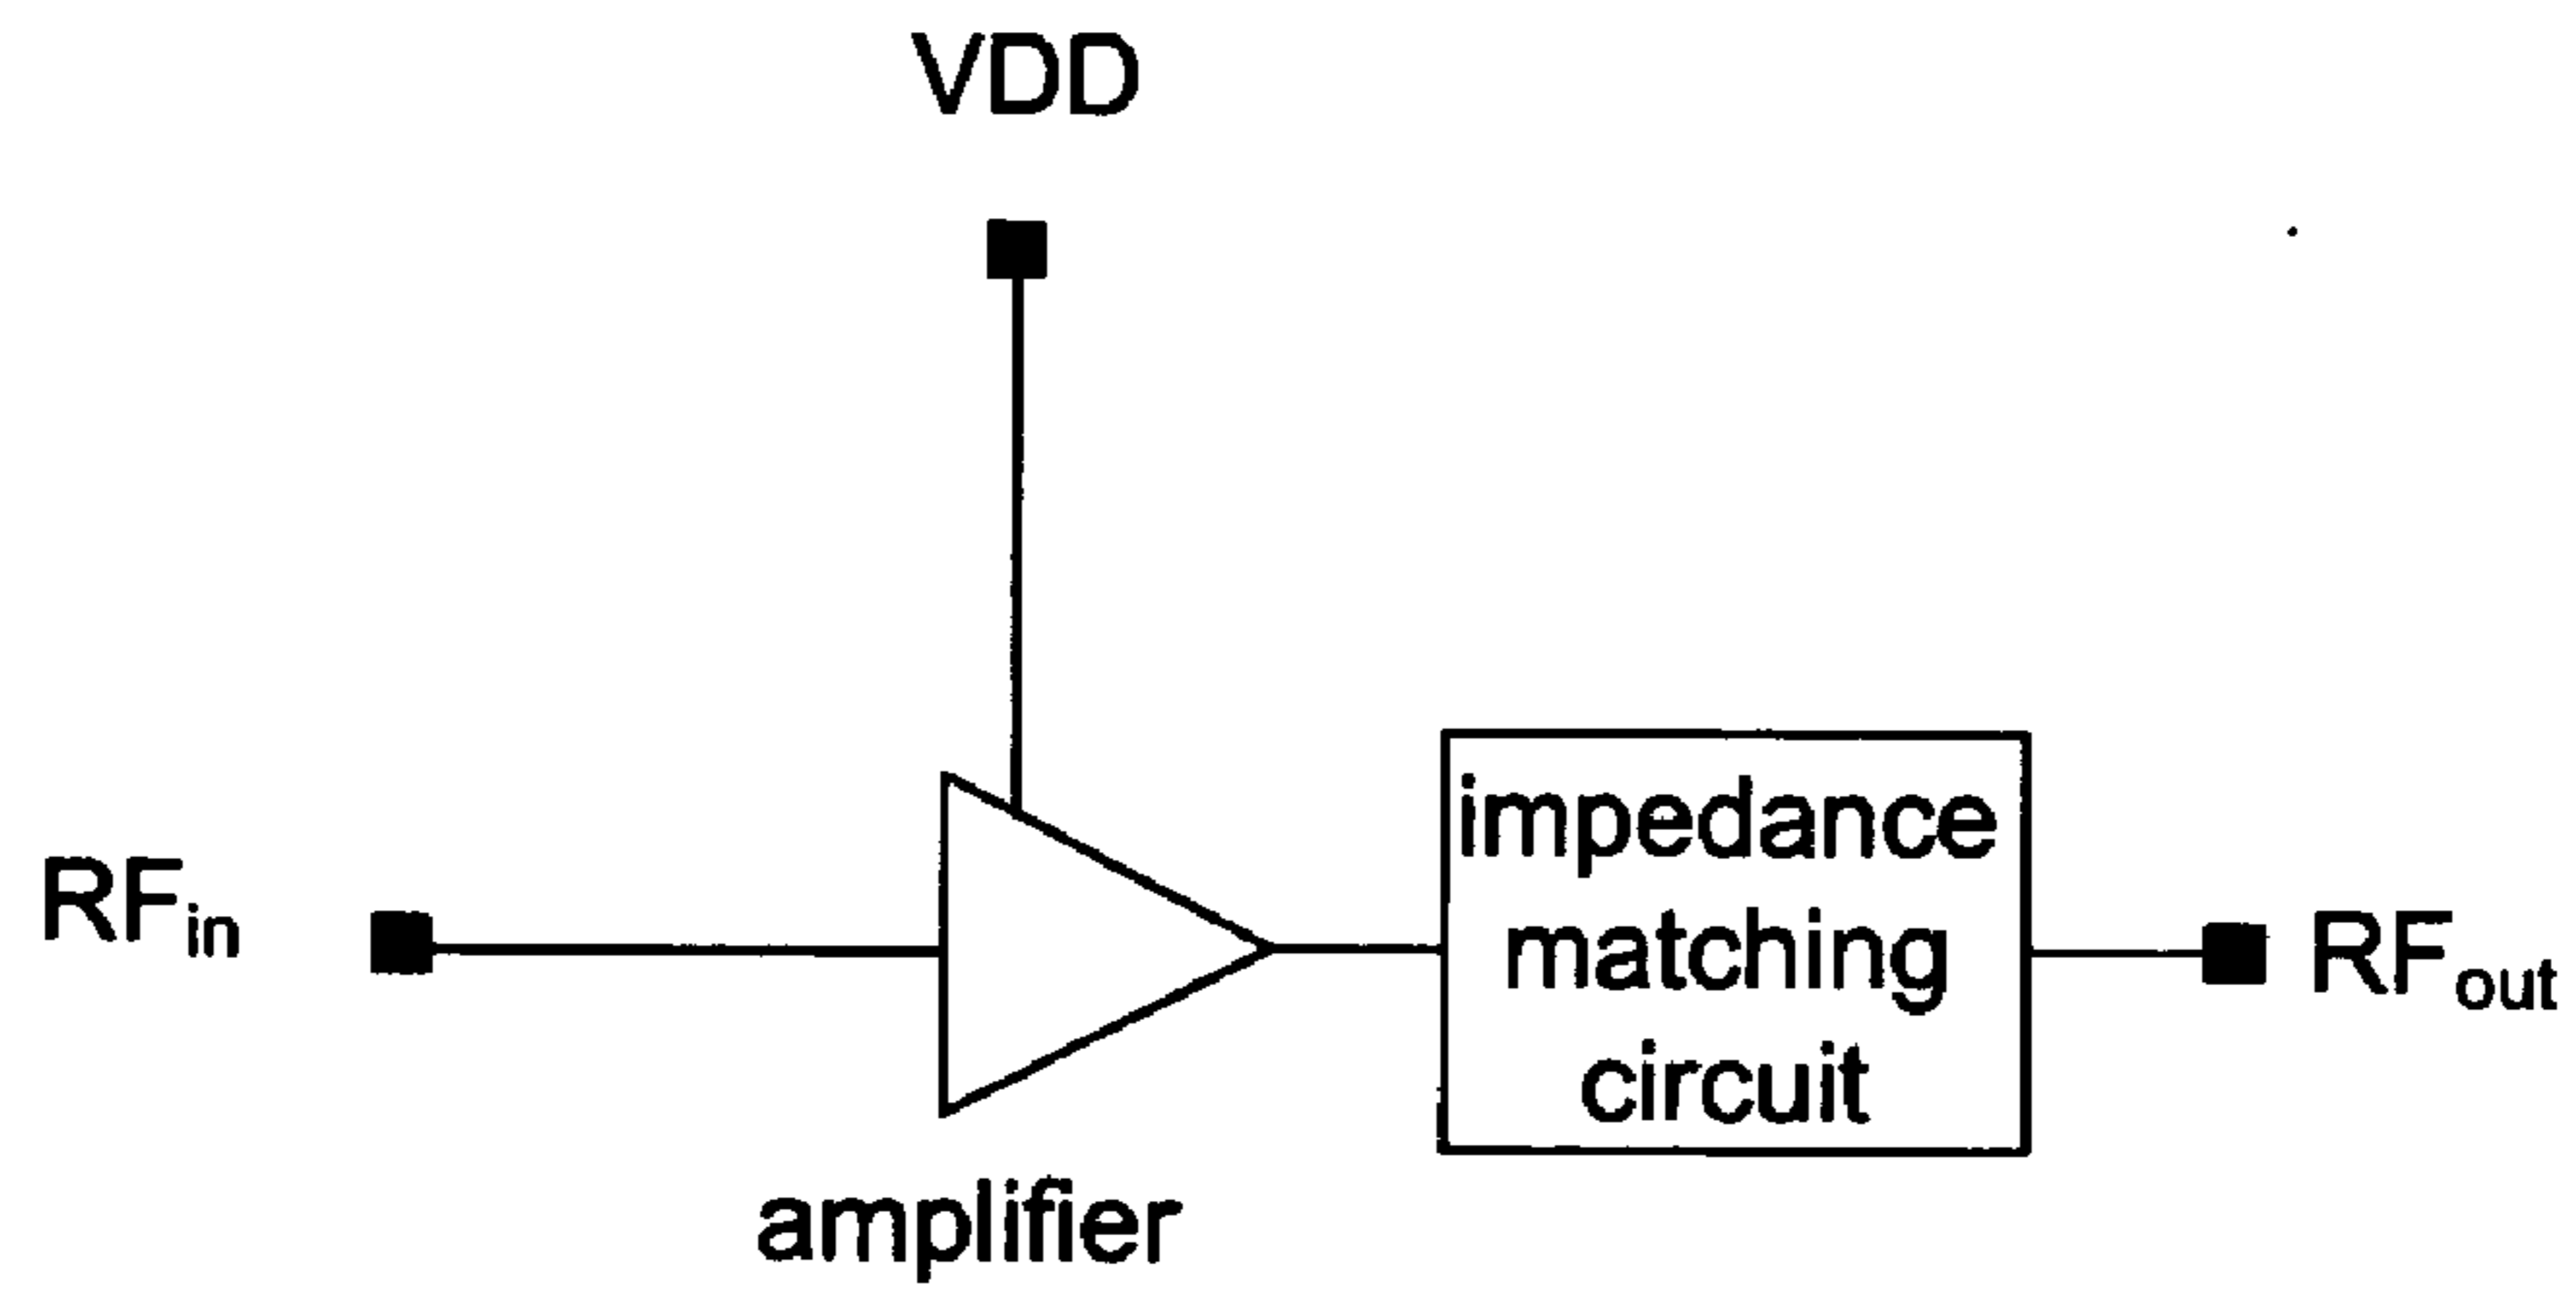 VDD
RFin
impedance
matching
circuit
RFout
amplifier